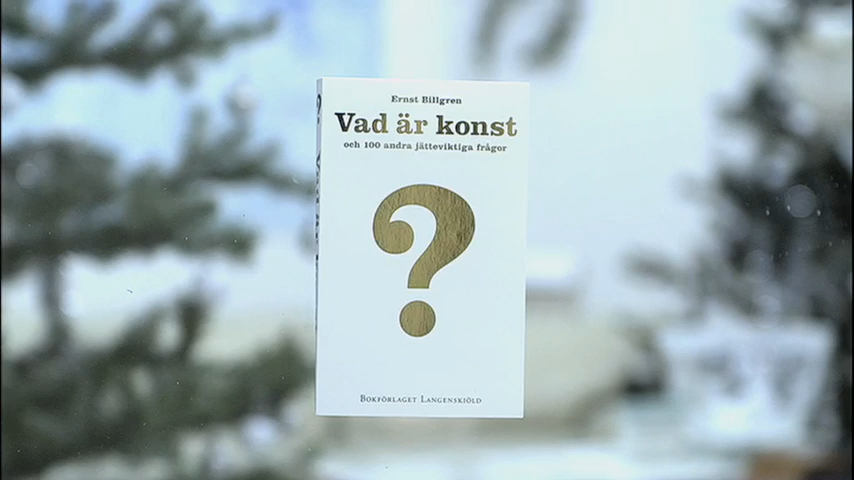 Ernst Billgren
Vad är konst
och 100 andra jätteviktiga frågor
?
Bokförlaget Langenskiöld